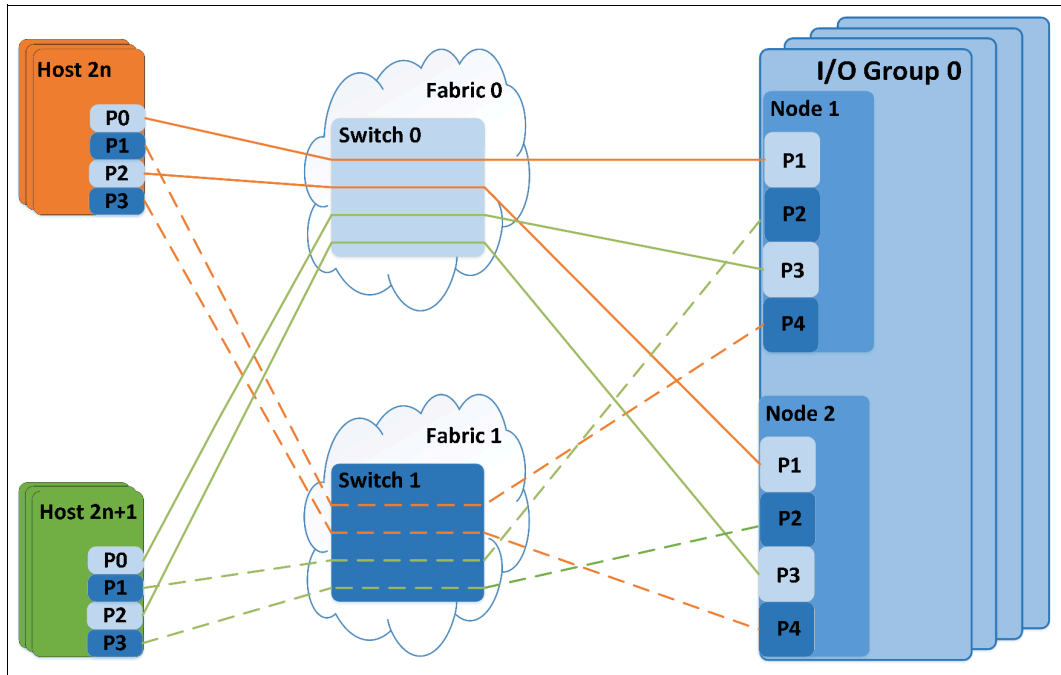 Host 2n
P0
P1
P2
P3
Fabric 0
Switch 0
I/O Group 0
Node 1
P1
P2
P3
P4
Host 2n+1
P0
P1
P2
P3
Fabric 1
Switch 1
Node 2
P1
P2
P3
P4